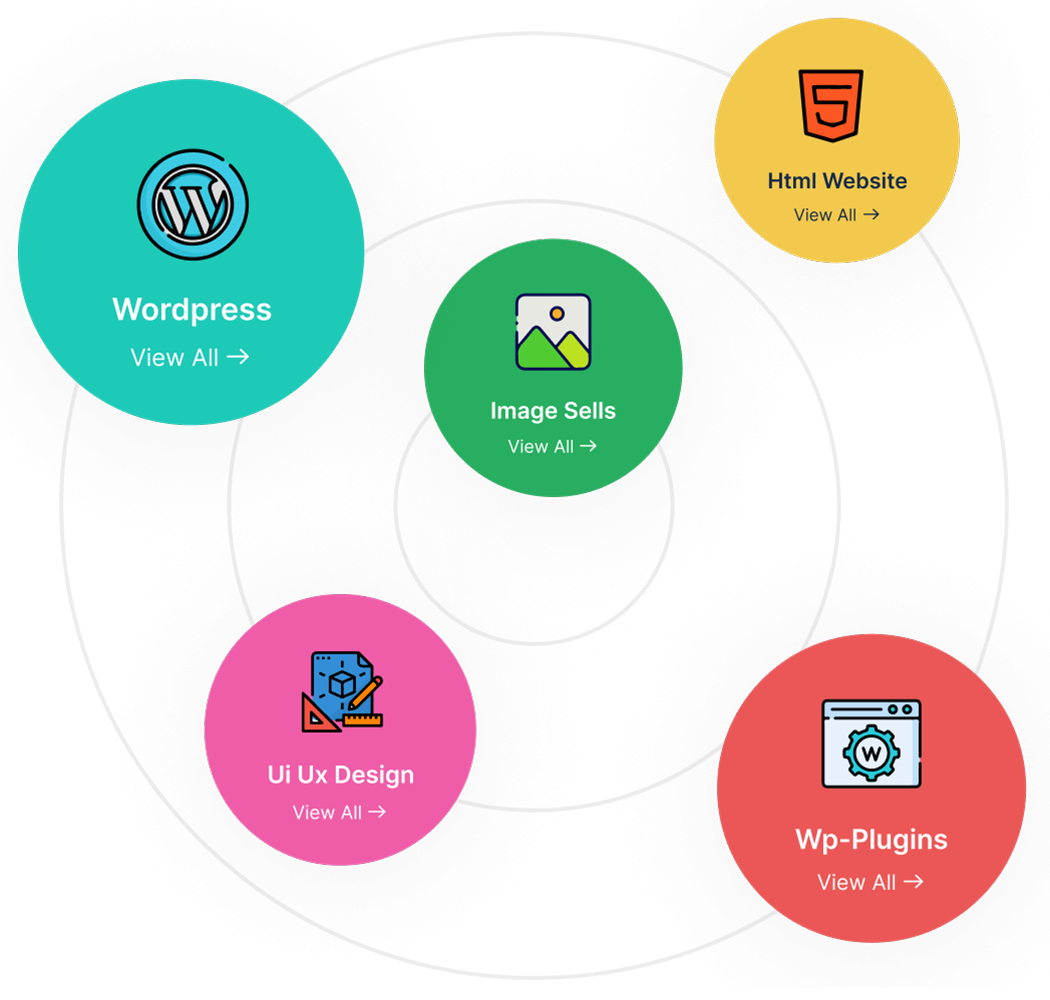 Html Website
View All →
Wordpress
View All →
Image Sells
View All →
Ui Ux Design
View All →
Wp-Plugins
View All →